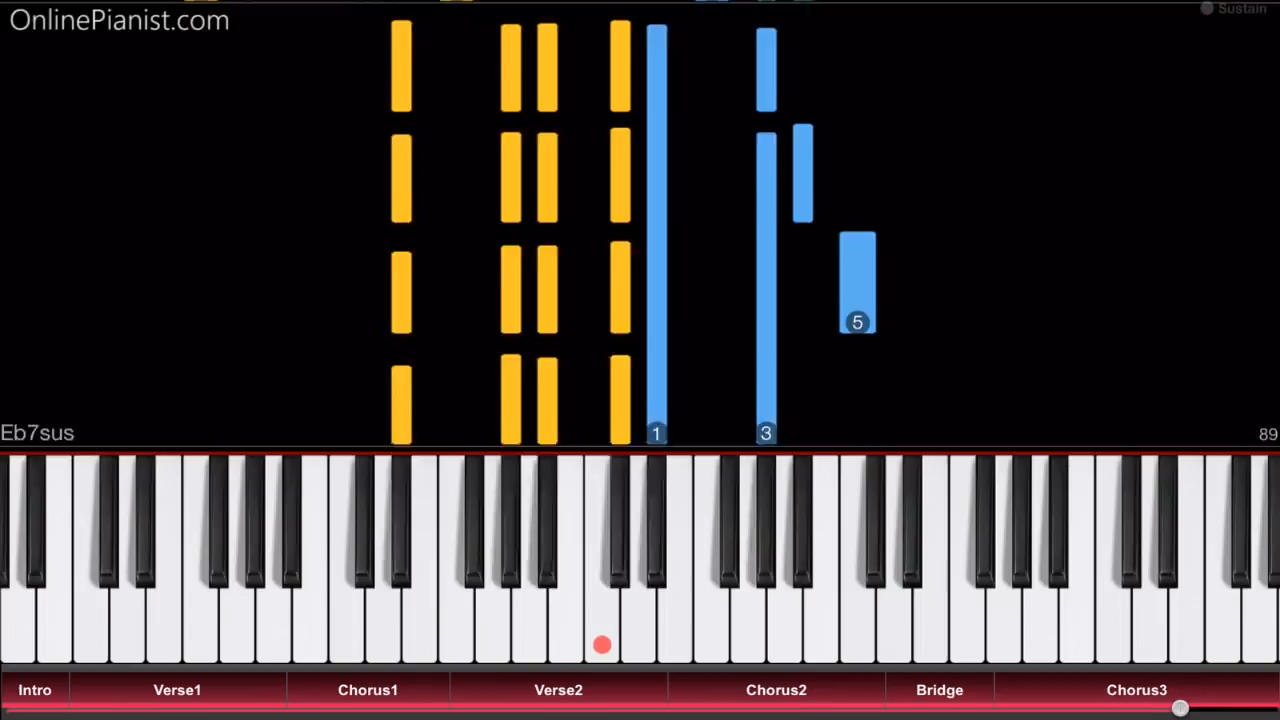 OnlinePianist.com
Sustain
5
Eb7sus
1
3
89
Intro
Verse1
Chorus1
Verse2
Chorus2
Bridge
Chorus3